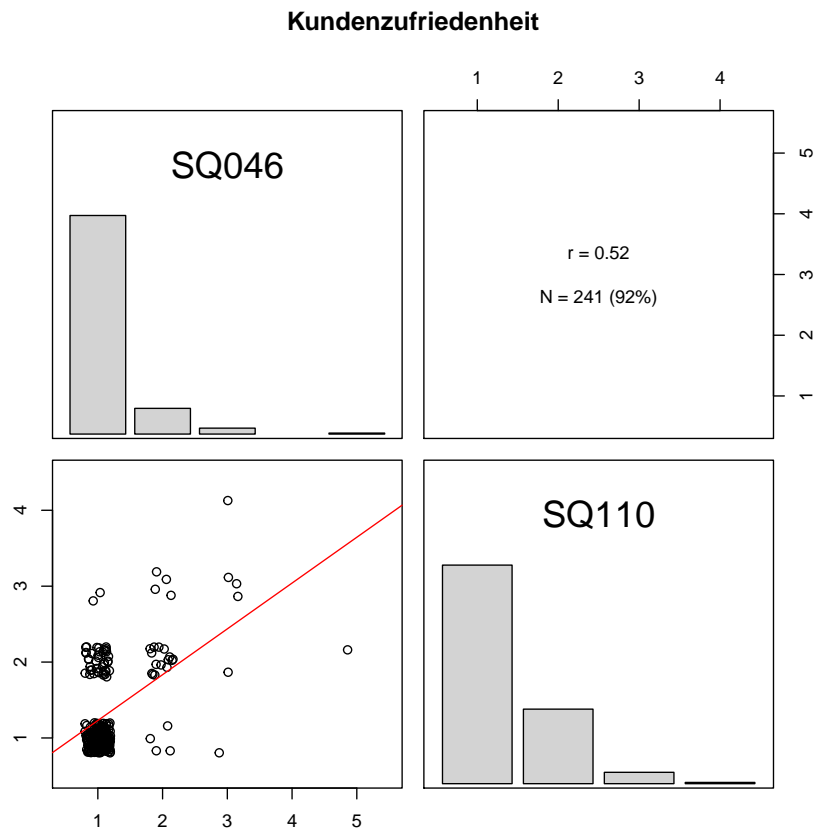 Kundenzufriedenheit
1 2 3 4
SQ046
5
4
3
2
1
r = 0.52
N = 241 (92%)
4
3
2
1
SQ110
1 2 3 4 5